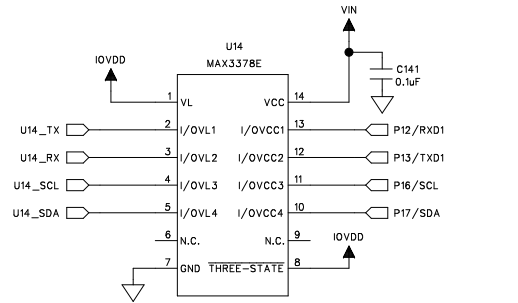 VIN
U14
MAX3378E
IOVDD
C141
0.1uF
1 VL VCC 14
U14_TX 2 I/OVL1 I/OVCC1 13 P12/RXD1
U14_RX 3 I/OVL2 I/OVCC2 12 P13/TXD1
U14_SCL 4 I/OVL3 I/OVCC3 11 P16/SCL
U14_SDA 5 I/OVL4 I/OVCC4 10 P17/SDA
6 N.C. N.C. 9
IOVDD
7 GND THREE-STATE 8